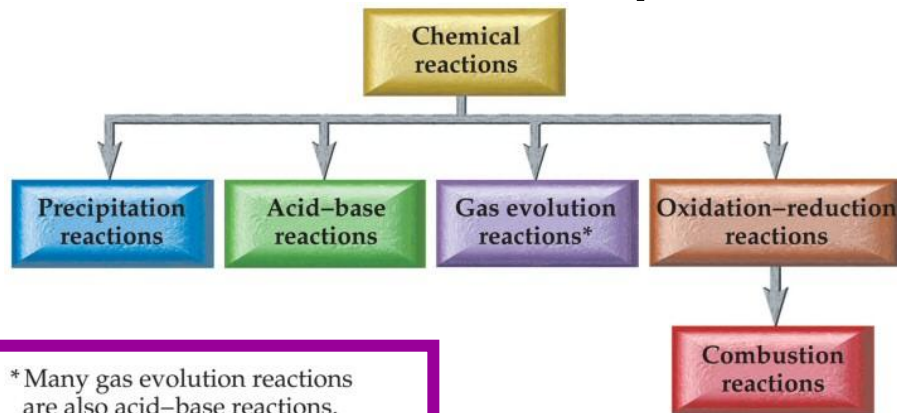 Chemical
reactions
Precipitation
reactions
Acid–base
reactions
Gas evolution
reactions*
Oxidation–reduction
reactions
Combustion
reactions
*Many gas evolution reactions
are also acid–base reactions.